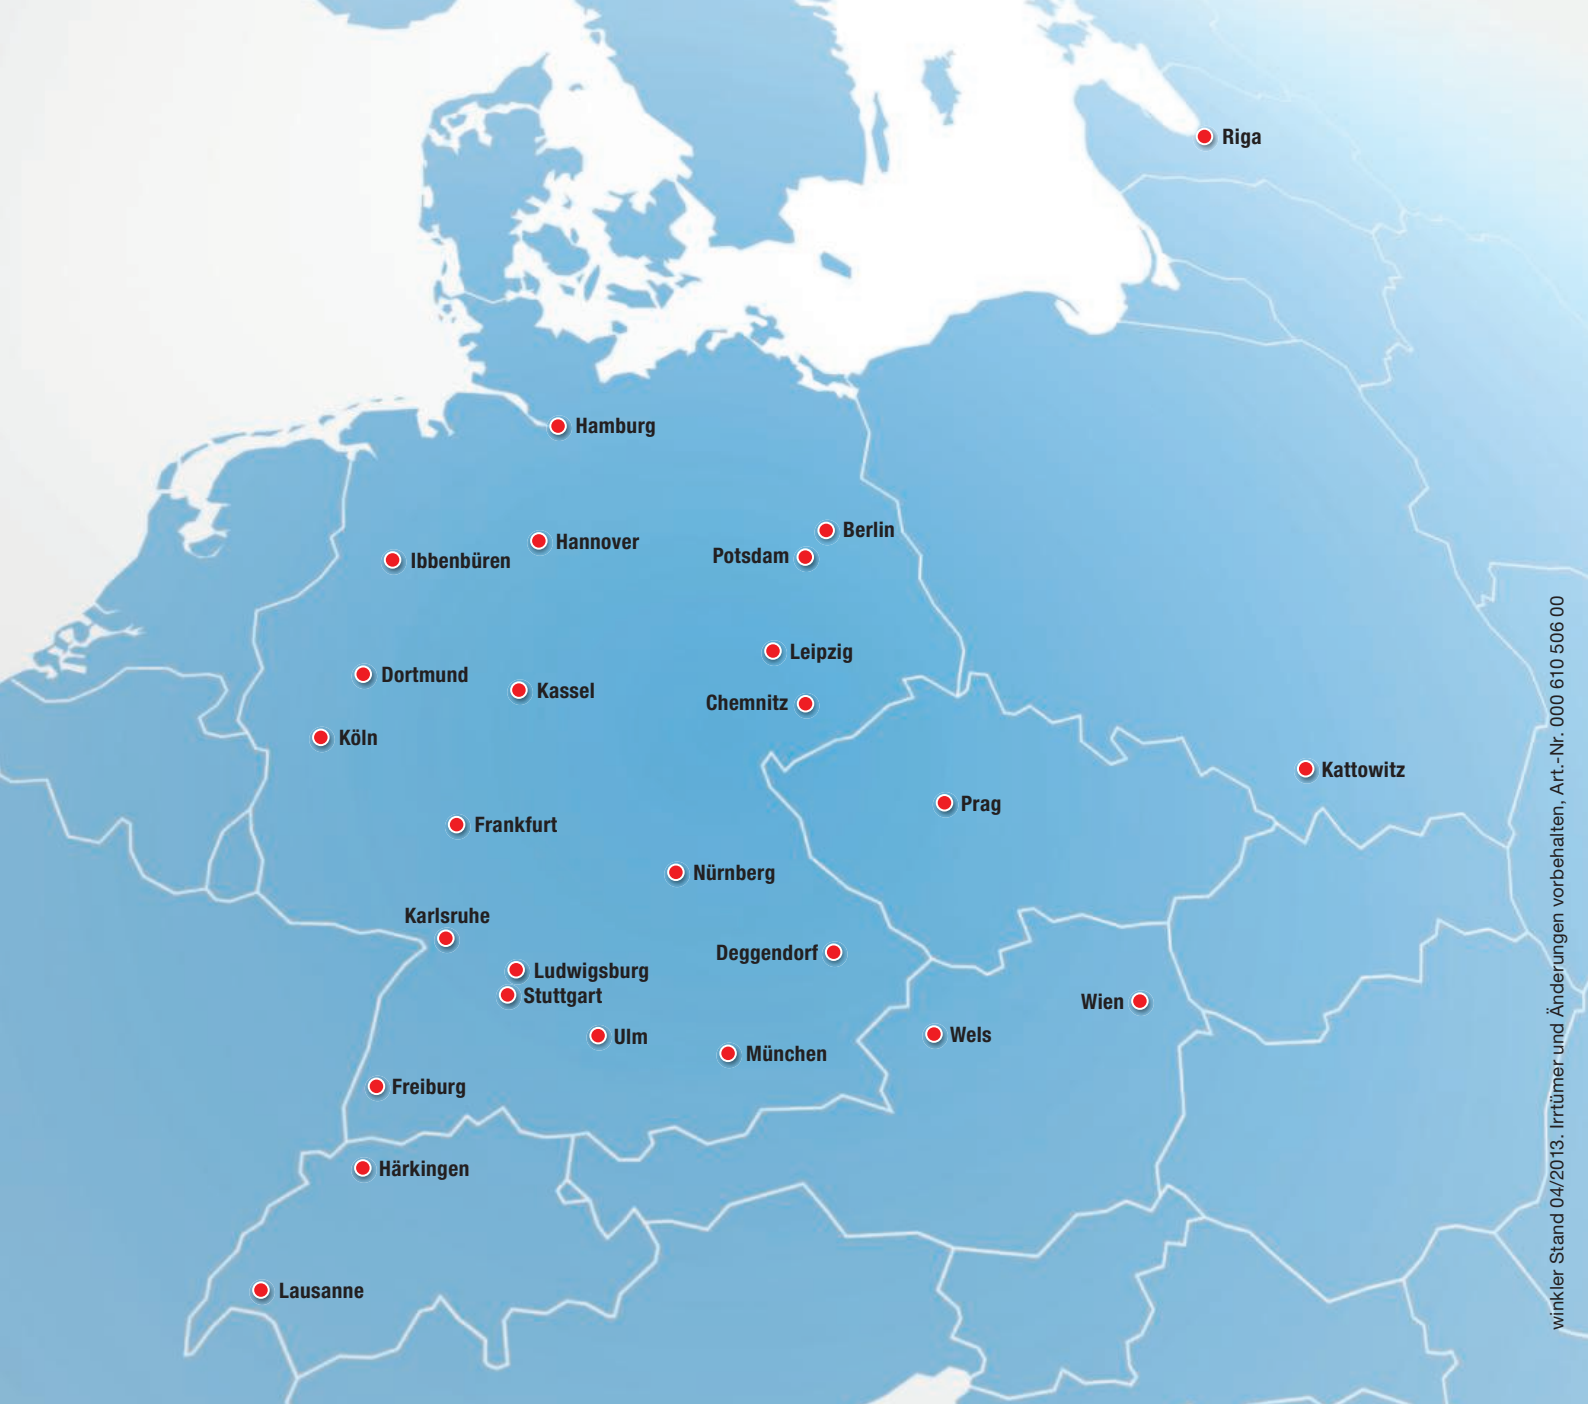 Riga
Hamburg
Berlin
Hannover
Potsdam
Ibbenbüren
Leipzig
Dortmund
Kassel
Chemnitz
Köln
Kattowitz
Prag
Frankfurt
Nürnberg
Karlsruhe
Deggendorf
Ludwigsburg
Stuttgart
Wien
Wels
Ulm
München
Freiburg
Härkingen
Lausanne
winkler Stand 04/2013. Irrtümer und Änderungen vorbehalten, Art.-Nr. 000 610 506 00